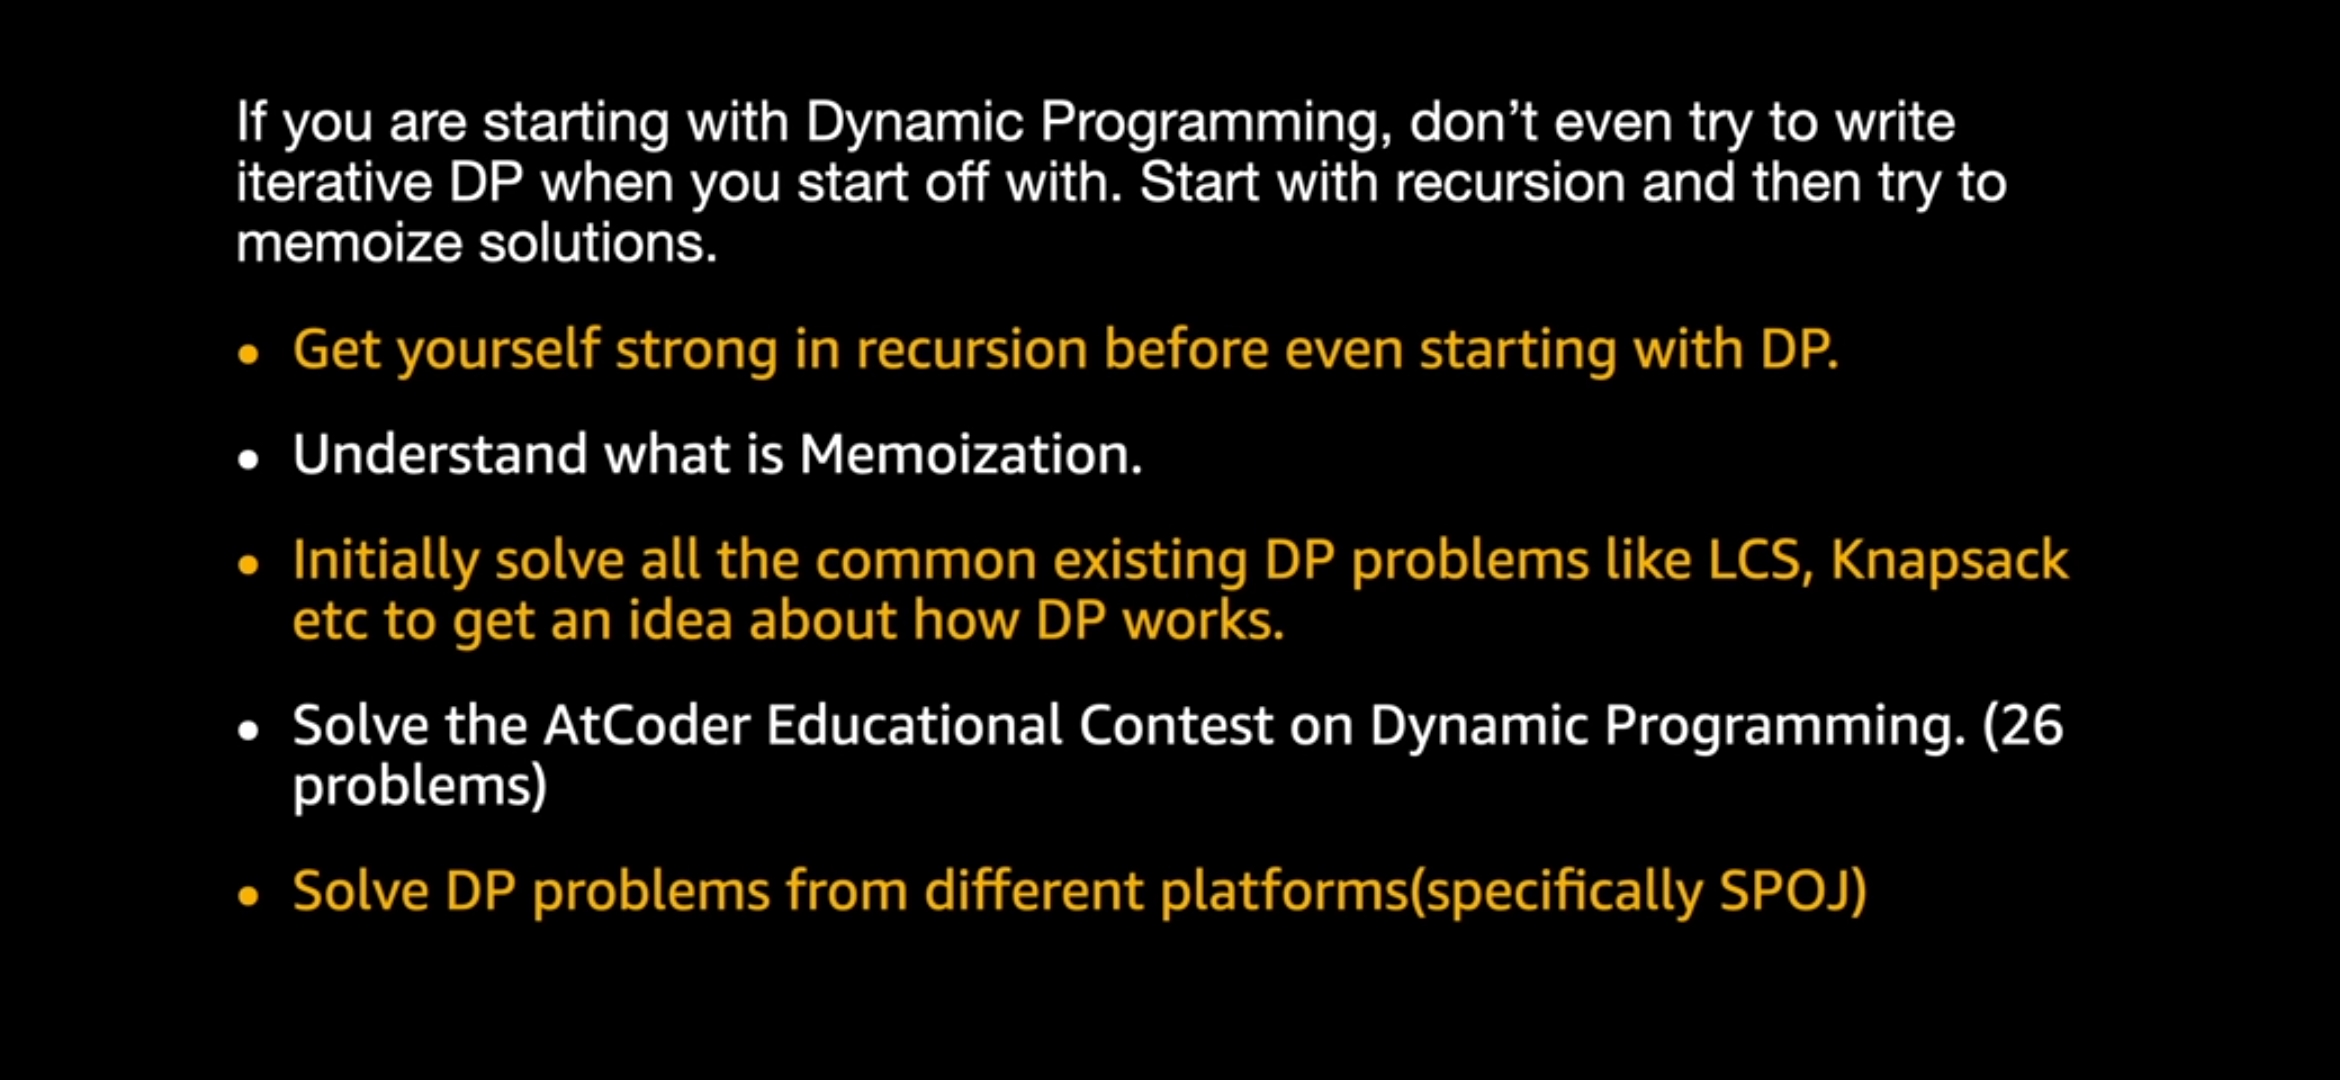 If you are starting with Dynamic Programming, don’t even try to write
iterative DP when you start off with. Start with recursion and then try to
memoize solutions.
• Get yourself strong in recursion before even starting with DP.
• Understand what is Memoization.
• Initially solve all the common existing DP problems like LCS, Knapsack
etc to get an idea about how DP works.
• Solve the AtCoder Educational Contest on Dynamic Programming. (26
problems)
• Solve DP problems from different platforms(specifically SPOJ)